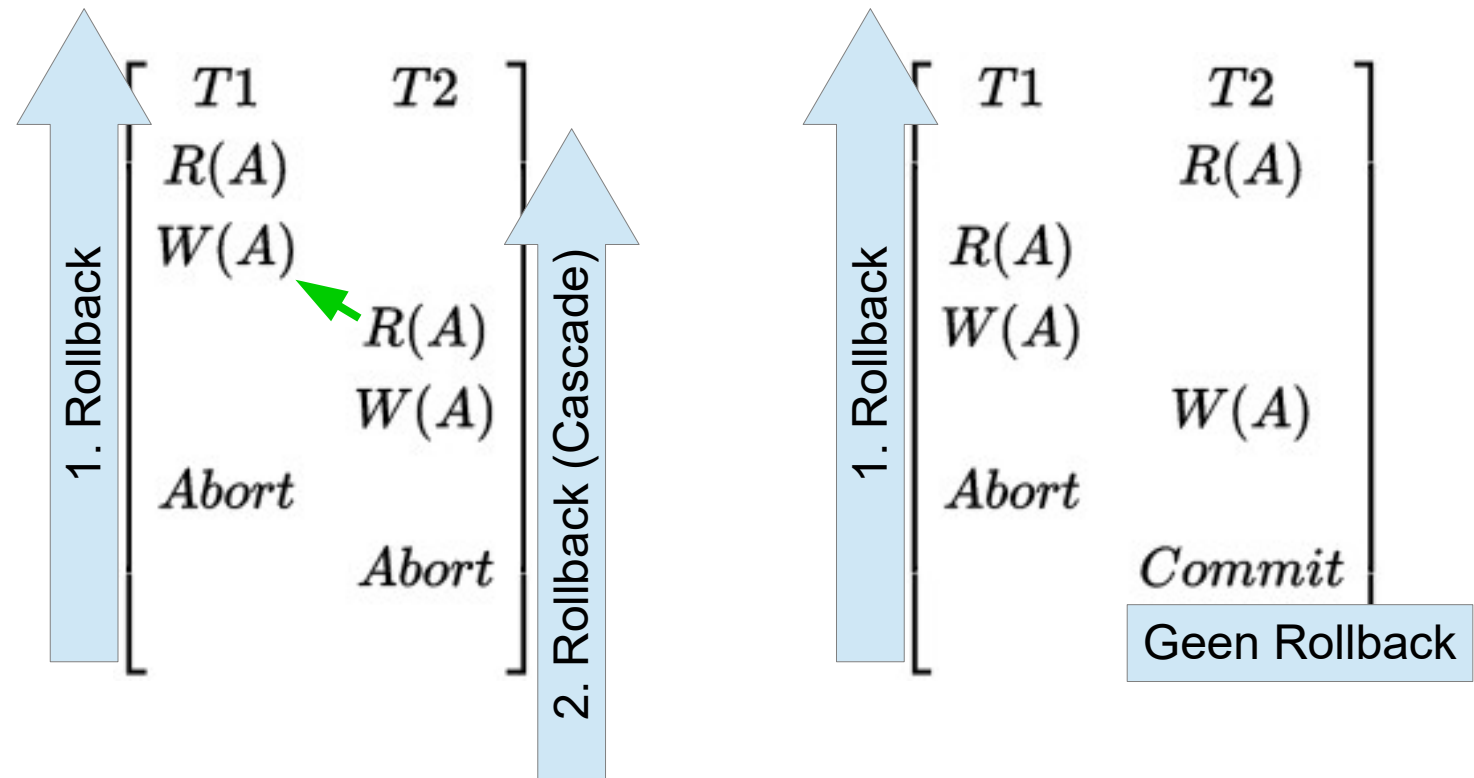 1. Rollback
T1 T2
R(A)
W(A)
R(A)
W(A)
Abort
Abort
2. Rollback (Cascade)
1. Rollback
T1 T2
R(A)
R(A)
W(A)
W(A)
Abort
Commit
Geen Rollback